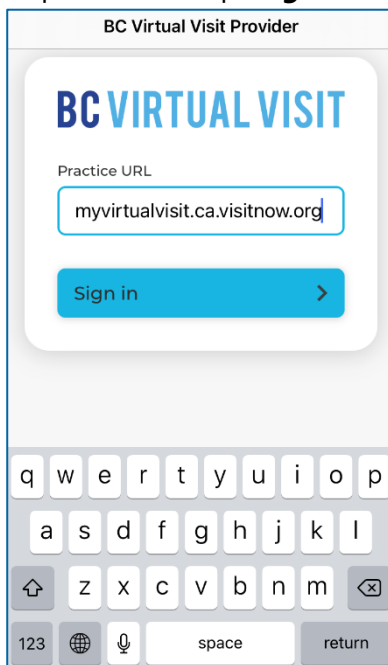 BC Virtual Visit Provider
BC VIRTUAL VISIT
Practice URL
myvirtualvisit.ca.visitnow.org
Sign in
q w e r t y u i o p
a s d f g h j k l
z x c v b n m
123 space return